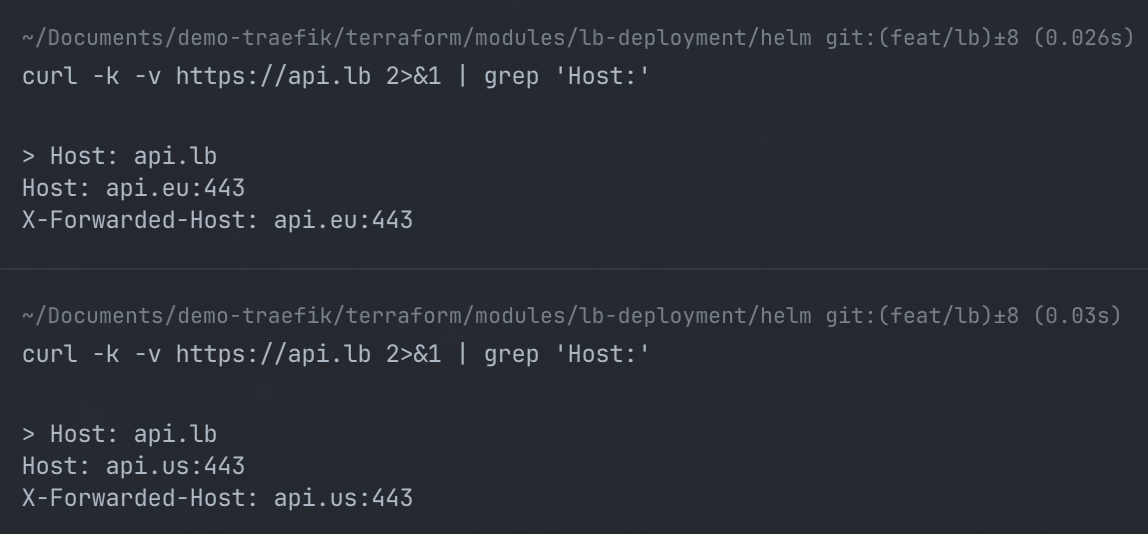 ~/Documents/demo-traefik/terraform/modules/lb-deployment/helm git:(feat/lb)±8 (0.026s)
curl -k -v https://api.lb 2>&1 | grep 'Host:'
> Host: api.lb
Host: api.eu:443
X-Forwarded-Host: api.eu:443
~/Documents/demo-traefik/terraform/modules/lb-deployment/helm git:(feat/lb)±8 (0.03s)
curl -k -v https://api.lb 2>&1 | grep 'Host:'
> Host: api.lb
Host: api.us:443
X-Forwarded-Host: api.us:443